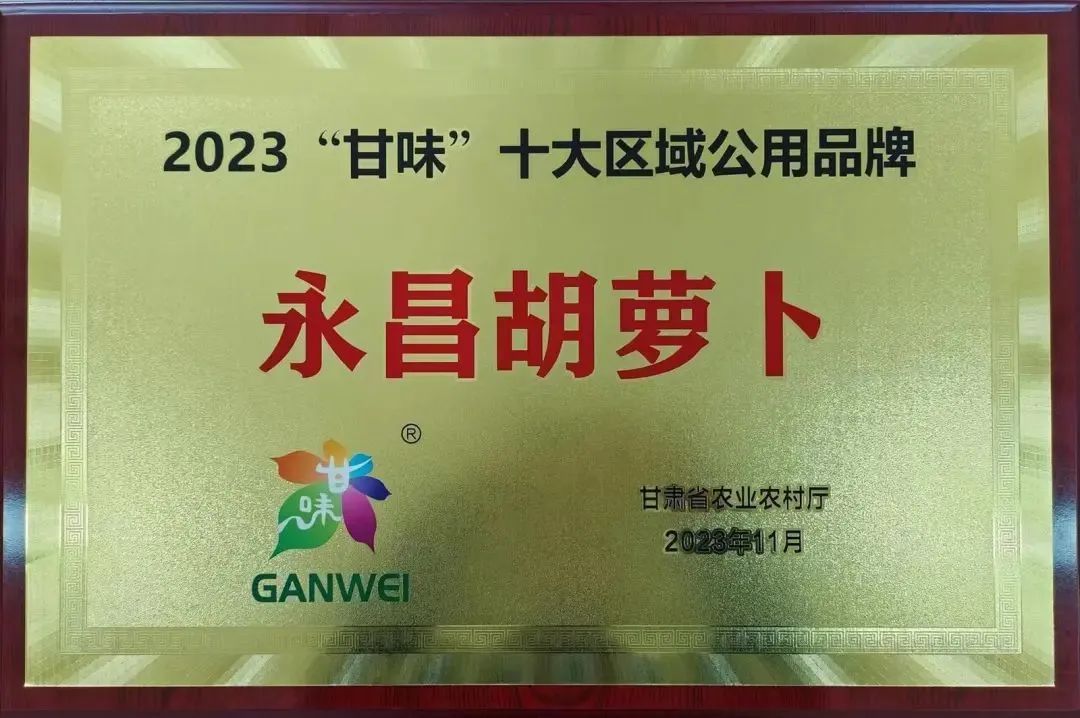 2023“甘味”十大区域公用品牌
永昌胡萝卜
®
甘味
GANWEI
甘肃省农业农村厅
2023年11月